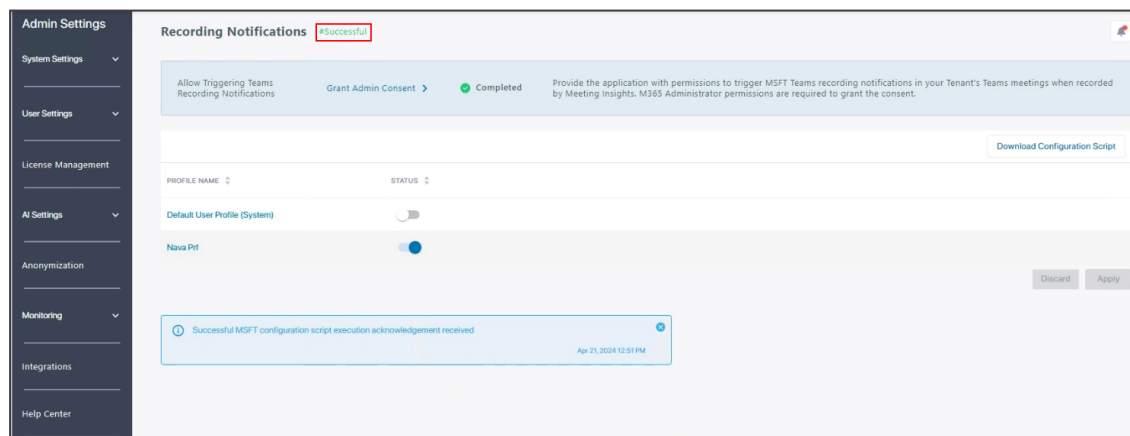 Admin Settings
System Settings
User Settings
License Management
AI Settings
Anonymization
Monitoring
Integrations
Help Center
Recording Notifications #Successful
Allow Triggering Teams
Recording Notifications
Grant Admin Consent
Completed
Provide the application with permissions to trigger MSFT Teams recording notifications in your Tenant's Teams meetings when recorded
by Meeting Insights. M365 Administrator permissions are required to grant the consent.
Download Configuration Script
PROFILE NAME STATUS
Default User Profile (System)
Nava Prf
Discard Apply
Successful MSFT configuration script execution acknowledgement received
Apr 21, 2024 12:51 PM